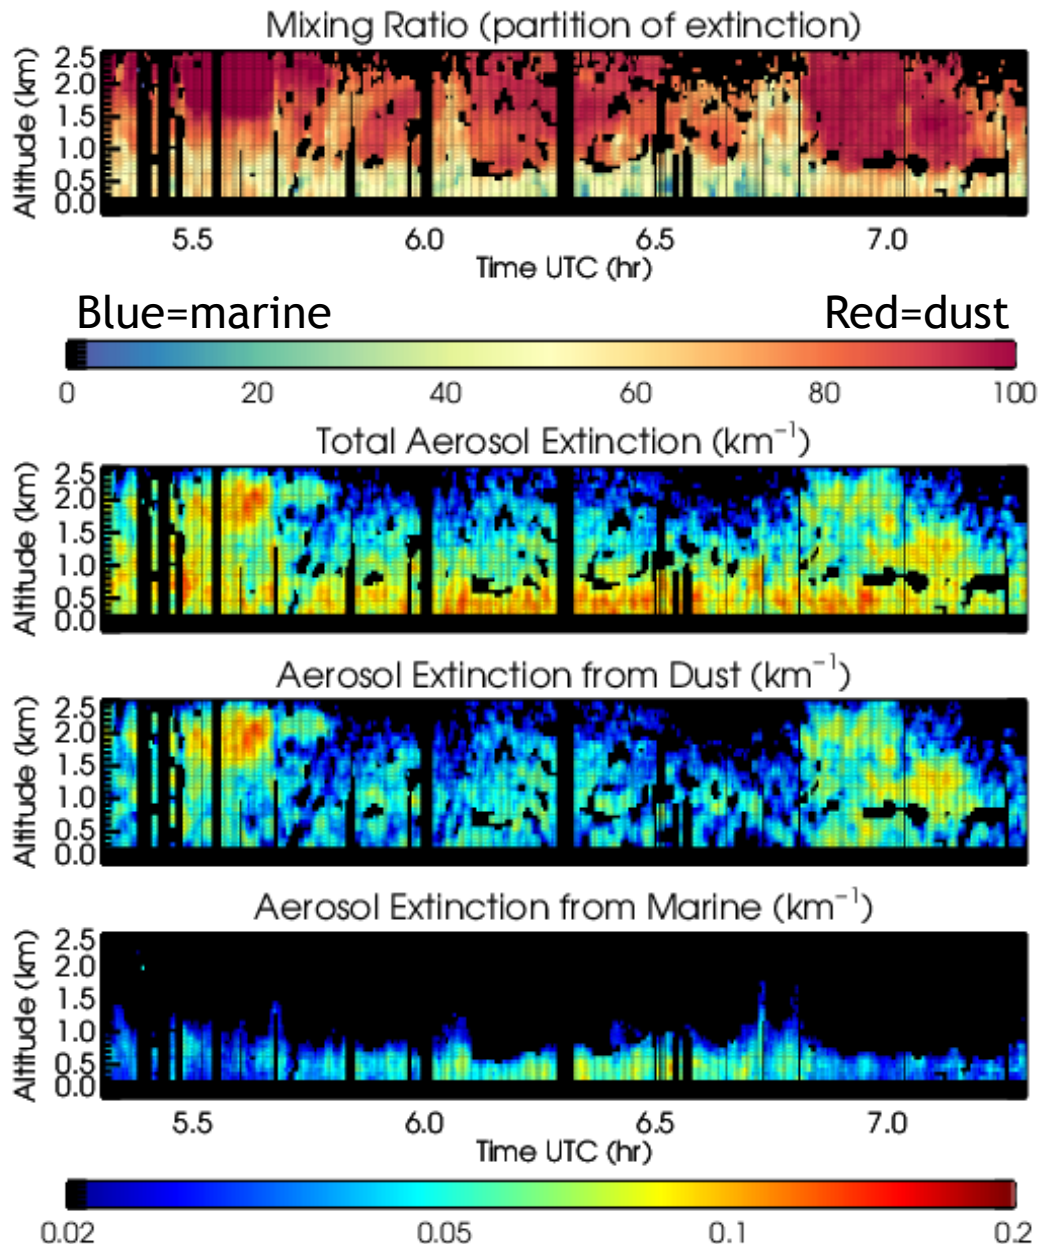 Mixing Ratio (partition of extinction)
Altitude (km)
2.5
2.0
1.5
1.0
0.5
0.0
5.5 6.0 6.5 7.0
Time UTC (hr)
Blue=marine Red=dust
0 20 40 60 80 100
Total Aerosol Extinction (km⁻¹)
Altitude (km)
2.5
2.0
1.5
1.0
0.5
0.0
Aerosol Extinction from Dust (km⁻¹)
Altitude (km)
2.5
2.0
1.5
1.0
0.5
0.0
Aerosol Extinction from Marine (km⁻¹)
Altitude (km)
2.5
2.0
1.5
1.0
0.5
0.0
5.5 6.0 6.5 7.0
Time UTC (hr)
0.02 0.05 0.1 0.2